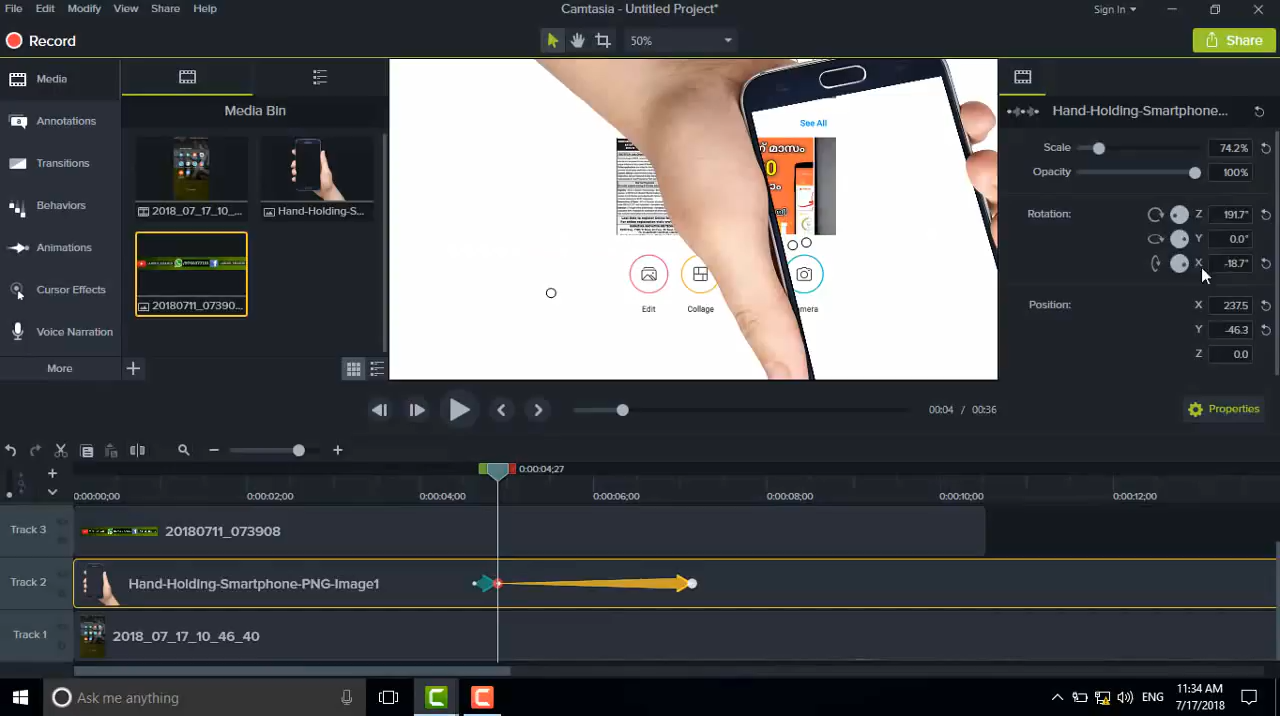 File Edit Modify View Share Help
Camtasia - Untitled Project*
Sign In
Record
50%
Share
Media
Annotations
Transitions
Behaviors
Animations
Cursor Effects
Voice Narration
More
Media Bin
2018_07_17_10_...
Hand-Holding-S...
20180711_07390...
See All
Edit
Collage
mera
Hand-Holding-Smartphone...
Scale 74.2%
Opacity 100%
Rotation: Z 191.7°
Y 0.0°
X -18.7°
Position: X 237.5
Y -46.3
Z 0.0
00:04 / 00:36
Properties
0:00:04;27
0:00:00;00 0:00:02;00 0:00:04;00 0:00:06;00 0:00:08;00 0:00:10;00 0:00:12;00
Track 3 20180711_073908
Track 2 Hand-Holding-Smartphone-PNG-Image1
Track 1 2018_07_17_10_46_40
Ask me anything
ENG
11:34 AM
7/17/2018